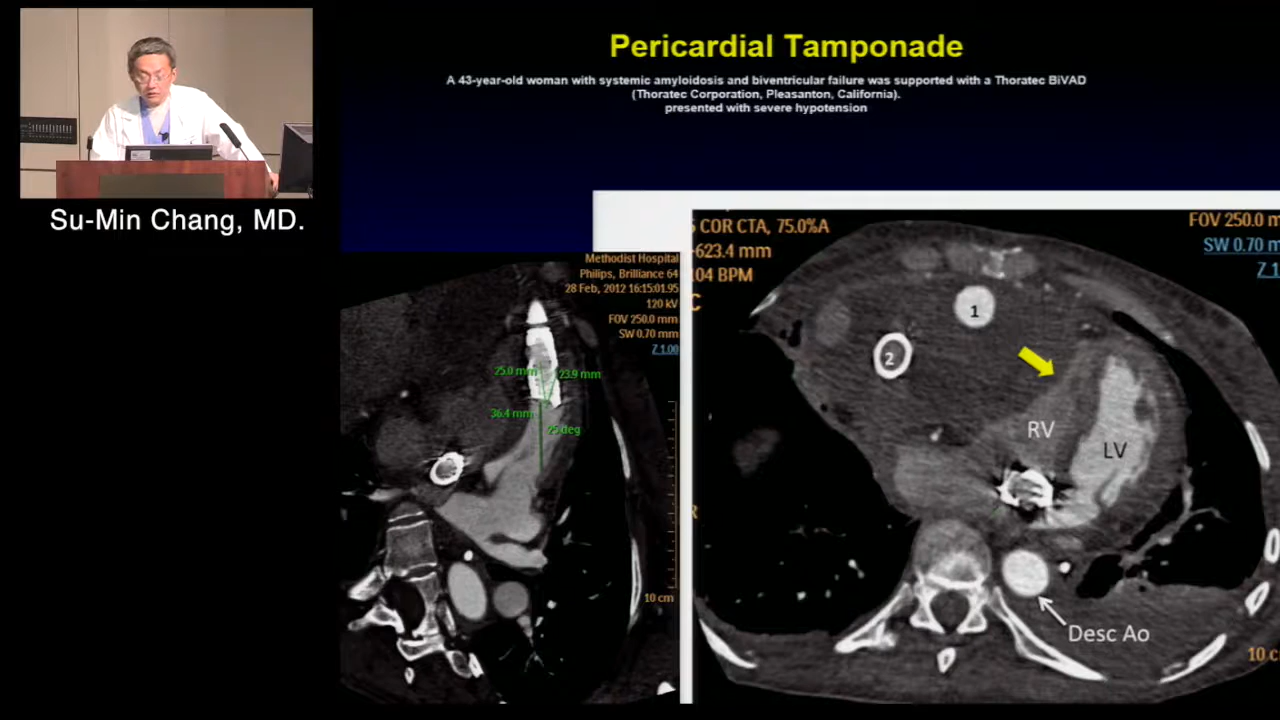 Pericardial Tamponade
A 43-year-old woman with systemic amyloidosis and biventricular failure was supported with a Thoratec BiVAD
(Thoratec Corporation, Pleasanton, California).
presented with severe hypotension
Su-Min Chang, MD.
Methodist Hospital
Philips, Brilliance 64
28 Feb, 2012 16:15:01.95
120 kV
FOV 250.0 mm
SW 0.70 mm
Z 1.00
25.0 mm
23.9 mm
36.4 mm
25 deg
10 cm
COR CTA, 75.0%A
-623.4 mm
04 BPM
C
FOV 250.0 m
SW 0.70 m
Z 1
1
2
RV
LV
R
Desc Ao
10 c